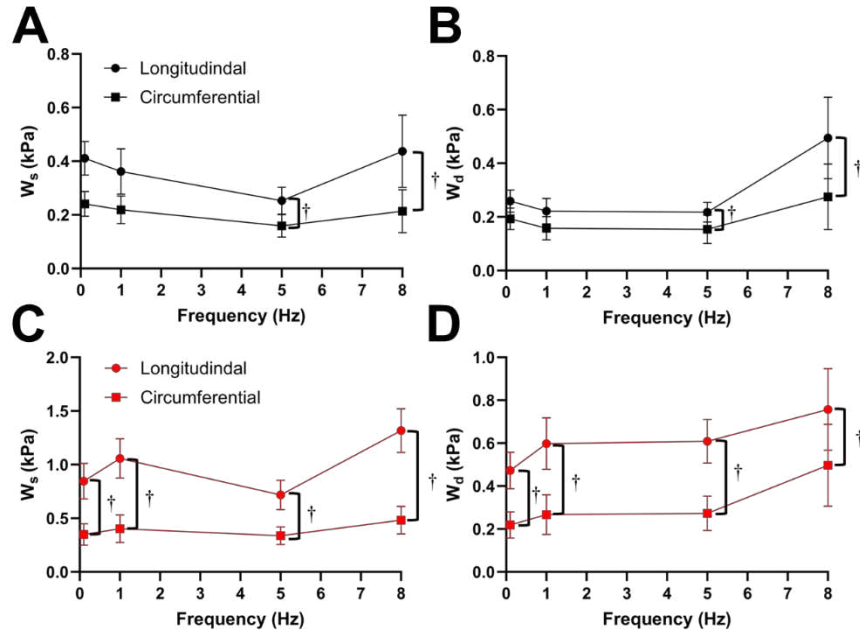 A
0.8
0.6
0.4
0.2
0.0
W_s (kPa)
Longitudindal
Circumferential
†
†
0 1 2 3 4 5 6 7 8
Frequency (Hz)
B
0.8
0.6
0.4
0.2
0.0
W_d (kPa)
†
†
0 1 2 3 4 5 6 7 8
Frequency (Hz)
C
2.0
1.5
1.0
0.5
0.0
W_s (kPa)
Longitudindal
Circumferential
†
†
†
†
0 1 2 3 4 5 6 7 8
Frequency (Hz)
D
1.0
0.8
0.6
0.4
0.2
0.0
W_d (kPa)
†
†
†
†
0 1 2 3 4 5 6 7 8
Frequency (Hz)